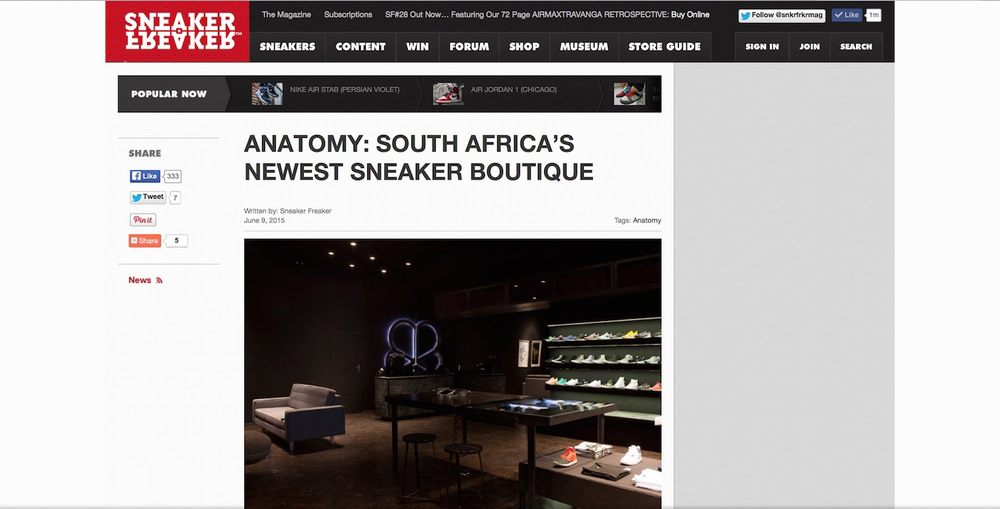 SNEAKER
FREAKER™
The Magazine
Subscriptions
SF#28 Out Now... Featuring Our 72 Page AIRMAXTRAVANGA RETROSPECTIVE: Buy Online
Follow @snkrfrkrmag
Like
1m
SNEAKERS
CONTENT
WIN
FORUM
SHOP
MUSEUM
STORE GUIDE
SIGN IN
JOIN
SEARCH
POPULAR NOW
NIKE AIR STAB (PERSIAN VIOLET)
AIR JORDAN 1 (CHICAGO)
SHARE
Like 333
Tweet 7
Pin it
Share 5
News
ANATOMY: SOUTH AFRICA'S
NEWEST SNEAKER BOUTIQUE
Written by: Sneaker Freaker
June 9, 2015
Tags: Anatomy